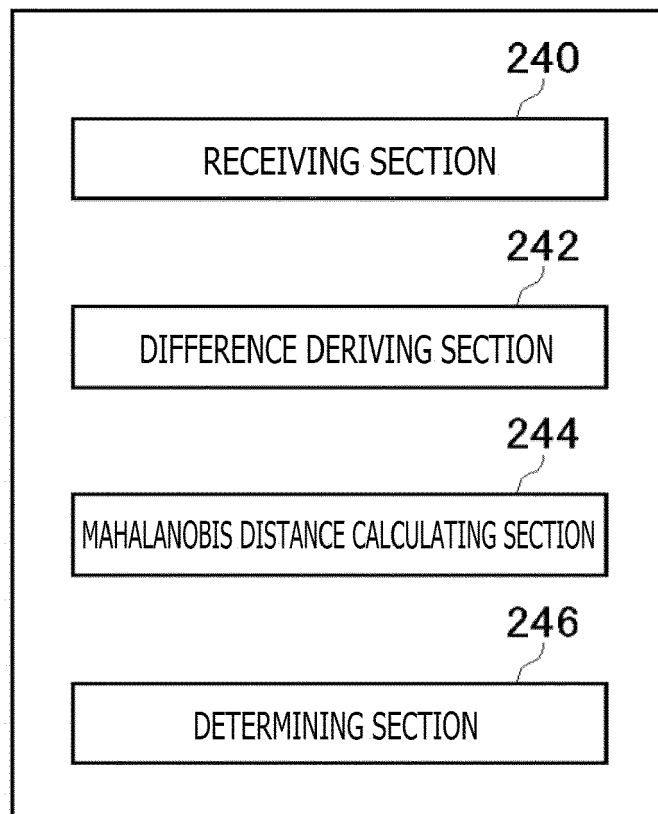 240
RECEIVING SECTION
242
DIFFERENCE DERIVING SECTION
244
MAHALANOBIS DISTANCE CALCULATING SECTION
246
DETERMINING SECTION